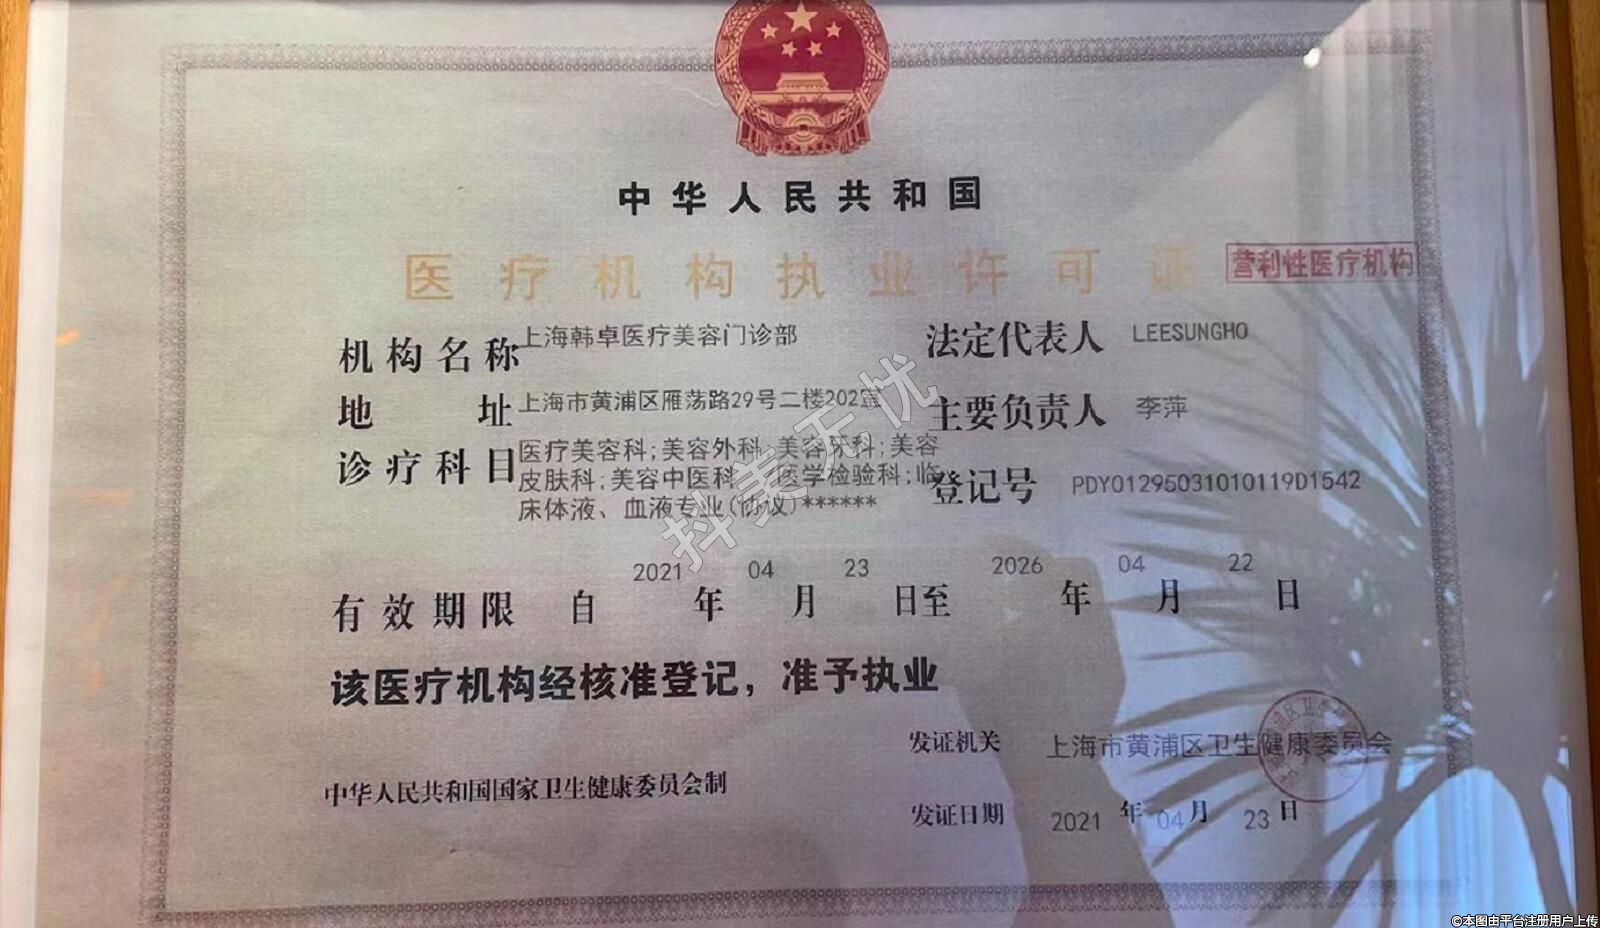 中华人民共和国
医疗机构执业许可证
营利性医疗机构
机构名称 上海韩卓医疗美容门诊部
法定代表人 LEESUNGHO
地址 上海市黄浦区雁荡路29号二楼202室
主要负责人 李萍
诊疗科目 医疗美容科;美容外科;美容牙科;美容
皮肤科;美容中医科 医学检验科;临
床体液、血液专业(协议)******
登记号 PDY01295031010119D1542
有效期限 自 2021 年 04 月 23 日至 2026 年 04 月 22 日
该医疗机构经核准登记，准予执业
发证机关 上海市黄浦区卫生健康委员会
中华人民共和国国家卫生健康委员会制
发证日期 2021 年 04 月 23 日
抖美无忧
©本图由平台注册用户上传